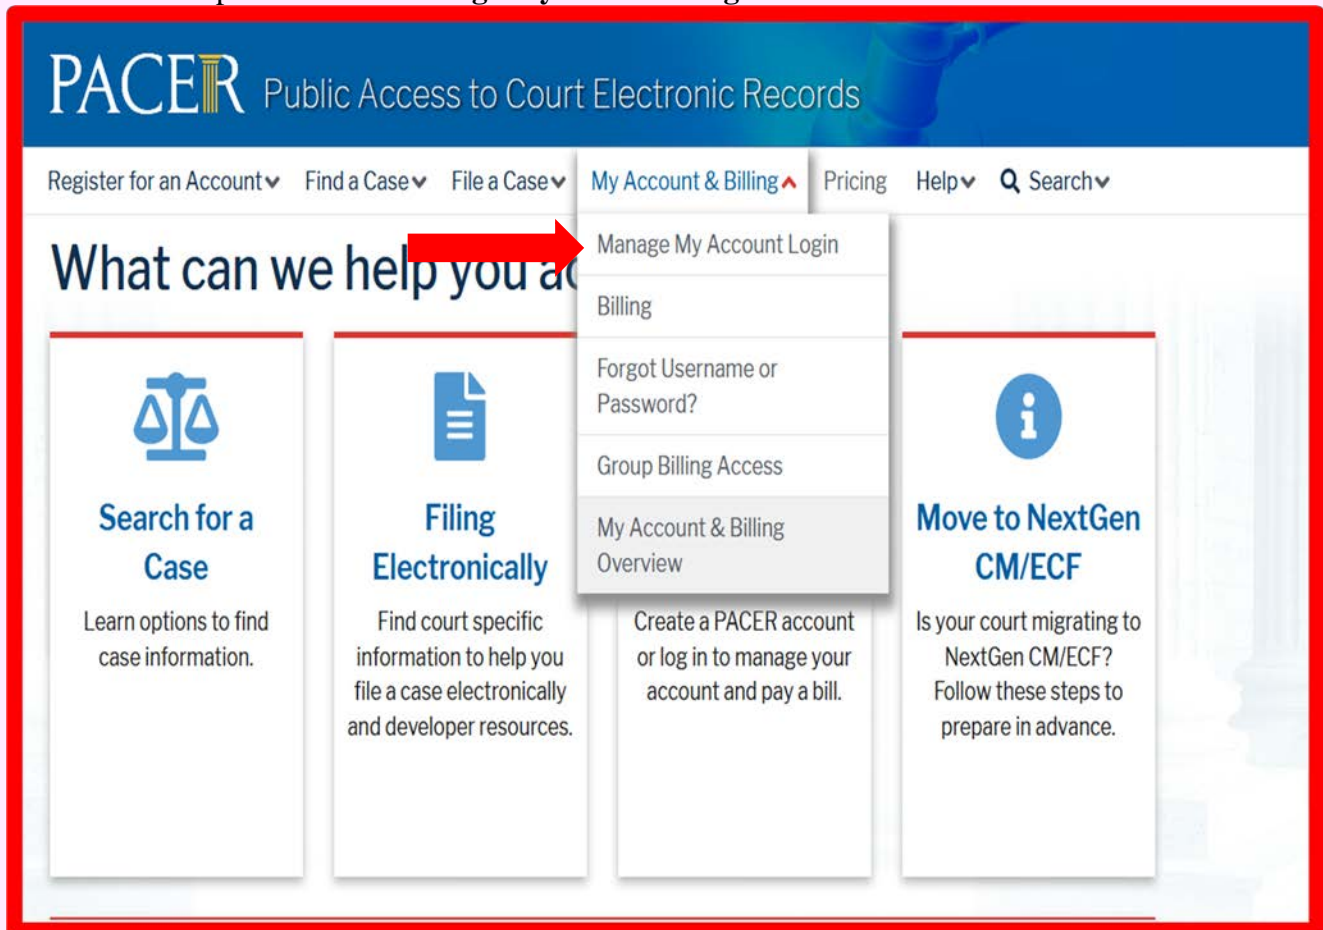 PACER Public Access to Court Electronic Records
Register for an Account Find a Case File a Case My Account & Billing Pricing Help Search
What can we help you
Manage My Account Login
Billing
Forgot Username or
Password?
Group Billing Access
My Account & Billing
Overview
Search for a
Case
Learn options to find
case information.
Filing
Electronically
Find court specific
information to help you
file a case electronically
and developer resources.
Create a PACER account
or log in to manage your
account and pay a bill.
Move to NextGen
CM/ECF
Is your court migrating to
NextGen CM/ECF?
Follow these steps to
prepare in advance.